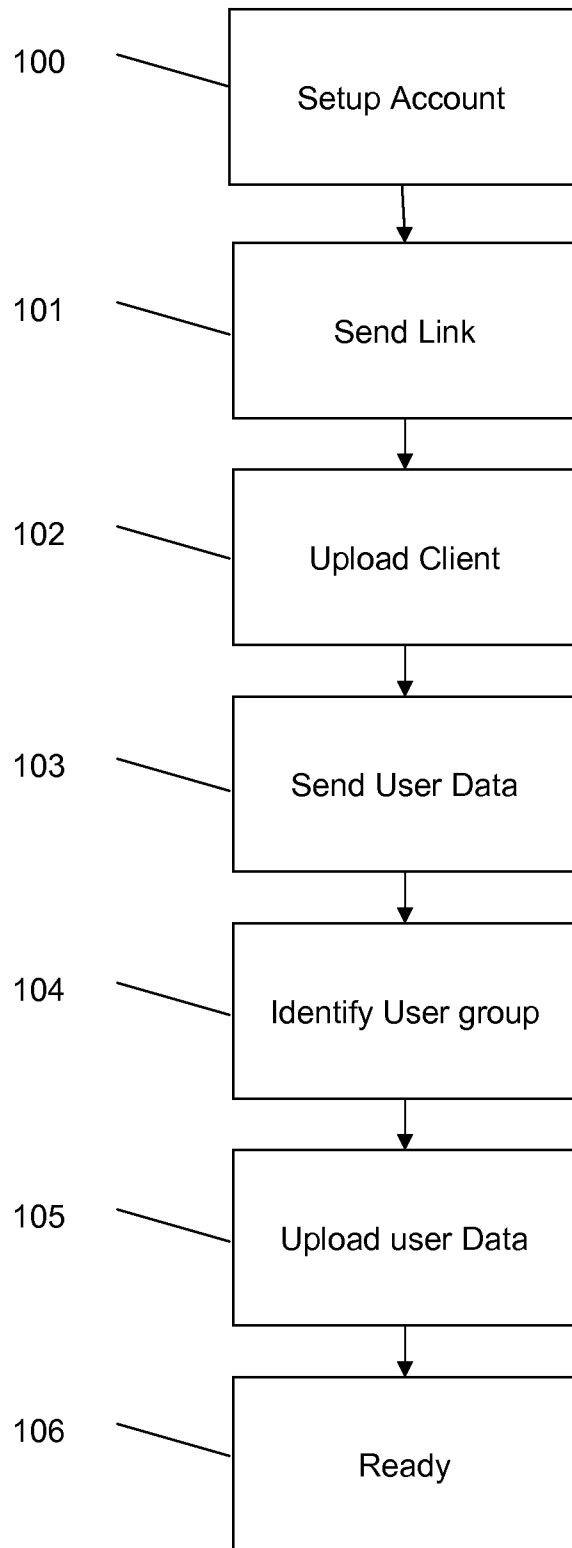 100
Setup Account
101
Send Link
102
Upload Client
103
Send User Data
104
Identify User group
105
Upload user Data
106
Ready